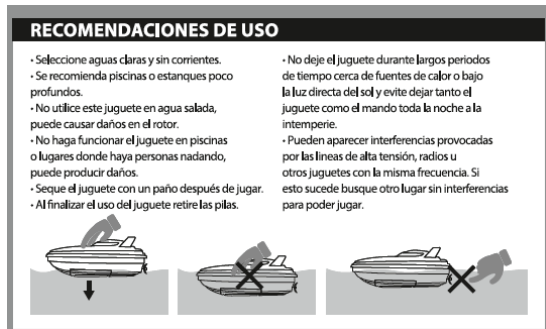 RECOMENDACIONES DE USO
• Seleccione aguas claras y sin corrientes.
• Se recomienda piscinas o estanques poco
profundos.
• No utilice este juguete en agua salada,
puede causar daños en el rotor.
• No haga funcionar el juguete en piscinas
o lugares donde haya personas nadando,
puede producir daños.
• Seque el juguete con un paño después de jugar.
• Al finalizar el uso del juguete retire las pilas.
• No deje el juguete durante largos periodos
de tiempo cerca de fuentes de calor o bajo
la luz directa del sol y evite dejar tanto el
juguete como el mando toda la noche a la
intemperie.
• Pueden aparecer interferencias provocadas
por las lineas de alta tensión, radios u
otros juguetes con la misma frecuencia. Si
esto sucede busque otro lugar sin interferencias
para poder jugar.